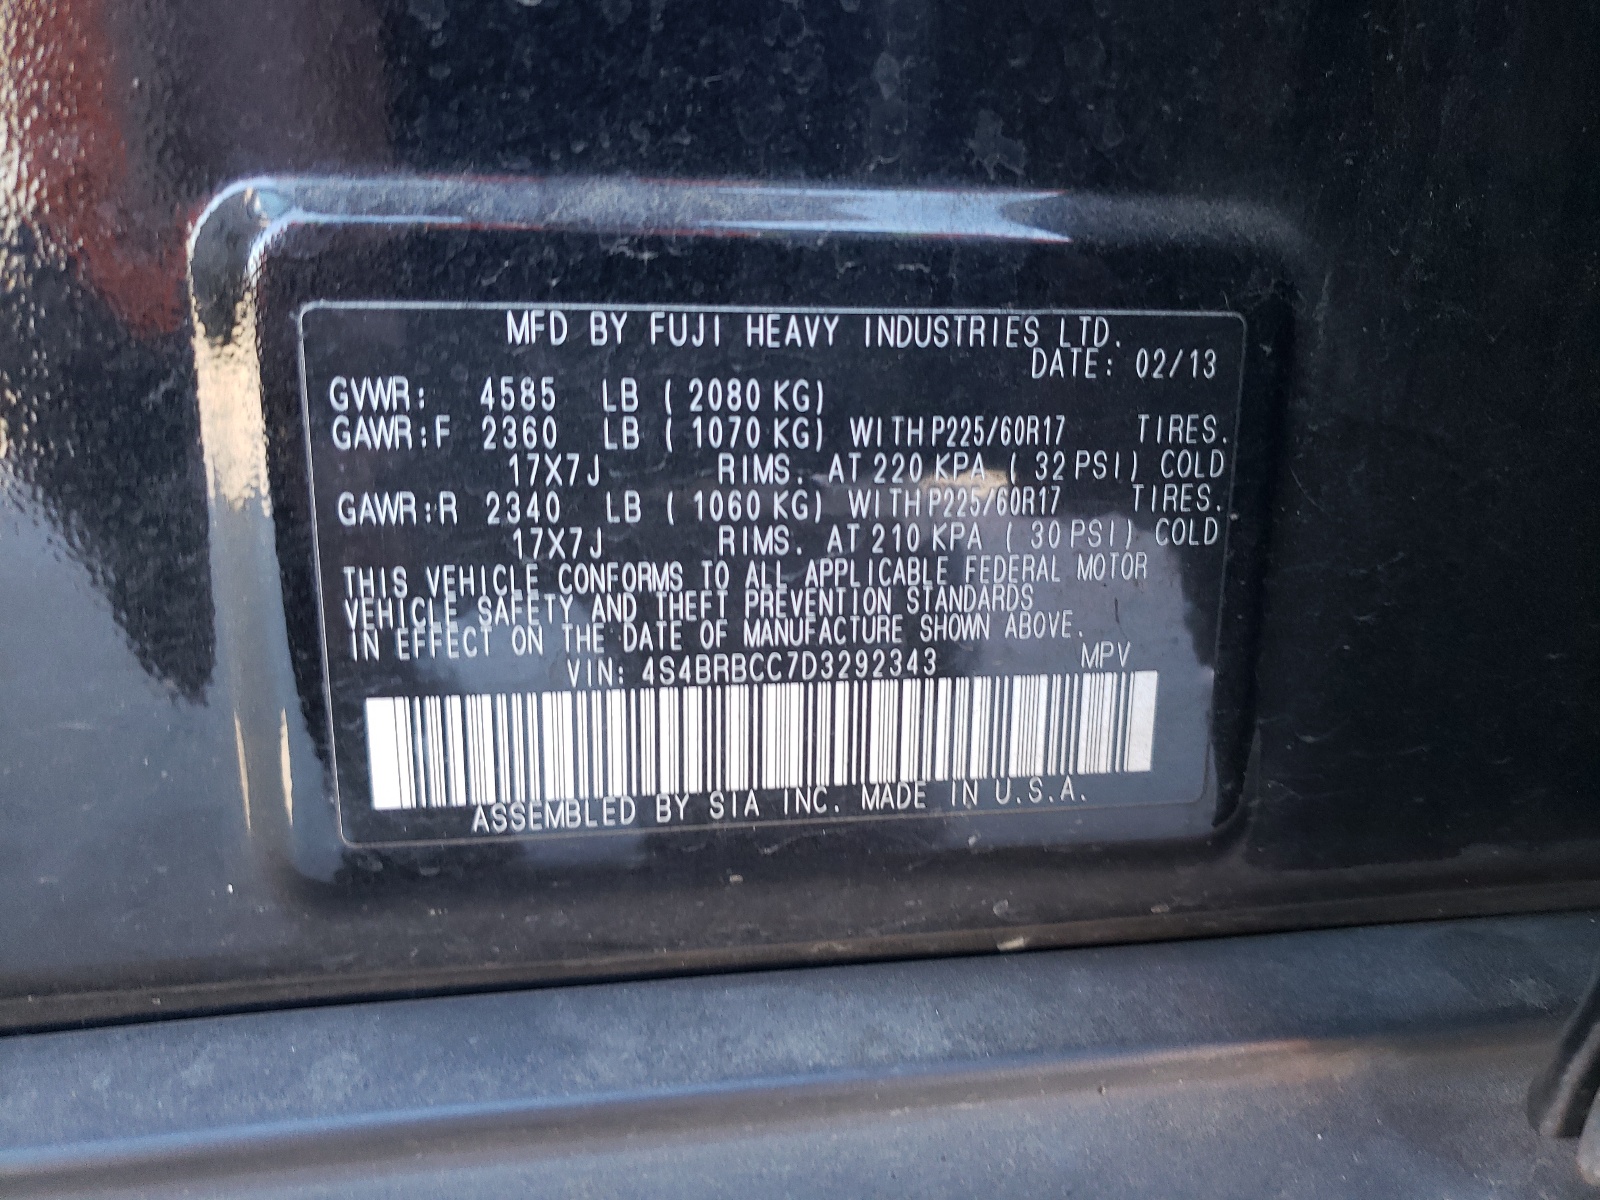 MFD BY FUJI HEAVY INDUSTRIES LTD.
DATE: 02/13
GVWR: 4585 LB (2080 KG)
GAWR:F 2360 LB (1070 KG) WITH P225/60R17 TIRES.
17X7J RIMS. AT 220 KPA (32 PSI) COLD
GAWR:R 2340 LB (1060 KG) WITH P225/60R17 TIRES.
17X7J RIMS. AT 210 KPA (30 PSI) COLD
THIS VEHICLE CONFORMS TO ALL APPLICABLE FEDERAL MOTOR
VEHICLE SAFETY AND THEFT PREVENTION STANDARDS
IN EFFECT ON THE DATE OF MANUFACTURE SHOWN ABOVE.
VIN: 4S4BRBCC7D3292343 MPV
ASSEMBLED BY SIA INC. MADE IN U.S.A.